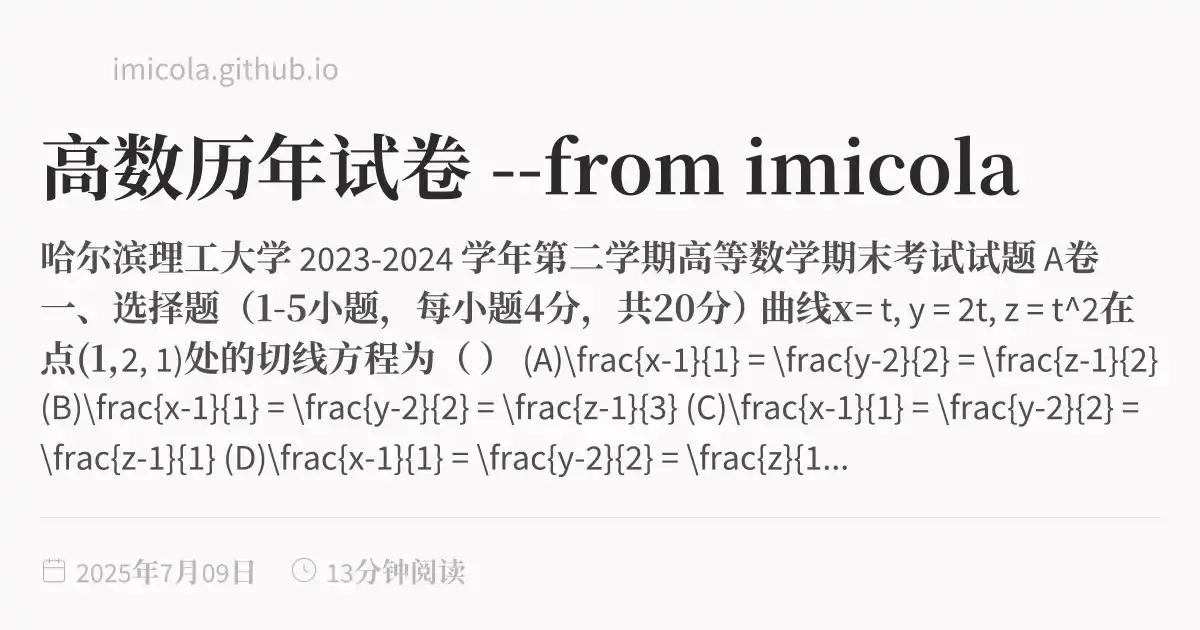 imicola.github.io
高数历年试卷 --from imicola
哈尔滨理工大学 2023-2024 学年第二学期高等数学期末考试试题 A卷
一、选择题（1-5小题，每小题4分，共20分）曲线x= t, y = 2t, z = t^2在
点(1,2, 1)处的切线方程为（ ） (A)\frac{x-1}{1} = \frac{y-2}{2} = \frac{z-1}{2}
(B)\frac{x-1}{1} = \frac{y-2}{2} = \frac{z-1}{3} (C)\frac{x-1}{1} = \frac{y-2}{2} =
\frac{z-1}{1} (D)\frac{x-1}{1} = \frac{y-2}{2} = \frac{z}{1...
2025年7月09日 13分钟阅读